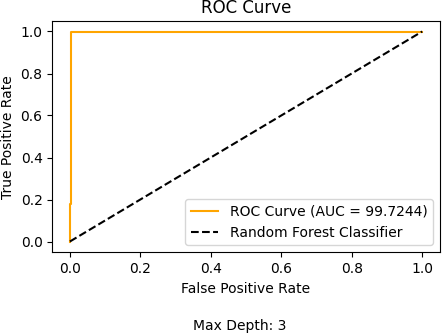 ROC Curve
True Positive Rate
1.0
0.8
0.6
0.4
0.2
0.0
ROC Curve (AUC = 99.7244)
Random Forest Classifier
0.0 0.2 0.4 0.6 0.8 1.0
False Positive Rate
Max Depth: 3